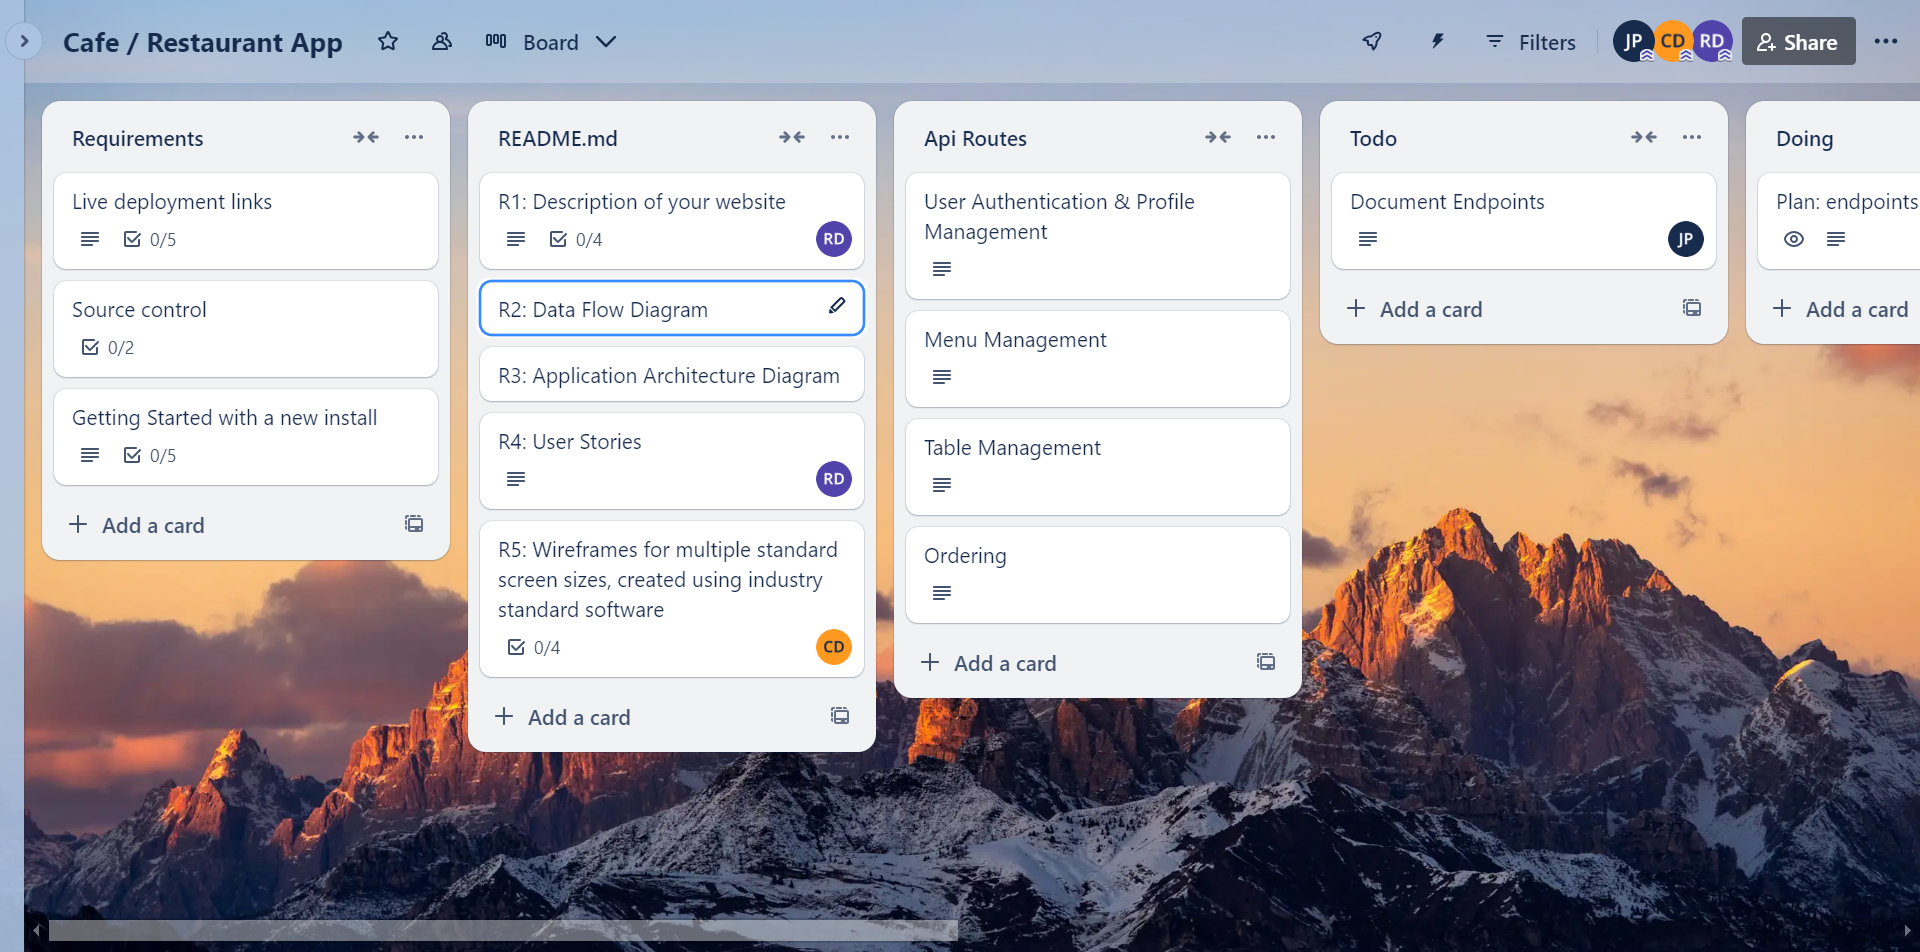 Cafe / Restaurant App
Board
Filters
JP
CD
RD
Share
Requirements
Live deployment links
0/5
Source control
0/2
Getting Started with a new install
0/5
Add a card
README.md
R1: Description of your website
0/4
RD
R2: Data Flow Diagram
R3: Application Architecture Diagram
R4: User Stories
RD
R5: Wireframes for multiple standard
screen sizes, created using industry
standard software
0/4
CD
Add a card
Api Routes
User Authentication & Profile
Management
Menu Management
Table Management
Ordering
Add a card
Todo
Document Endpoints
JP
Add a card
Doing
Plan: endpoints
Add a card